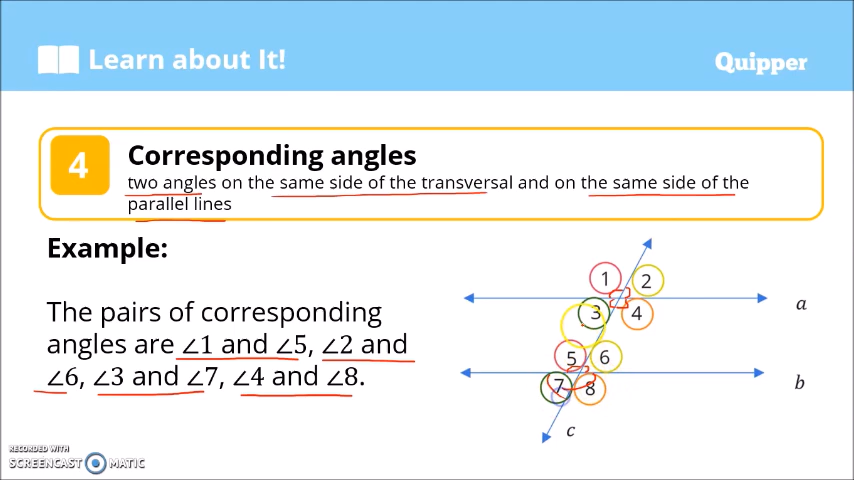 Learn about It!
Quipper
4
Corresponding angles
two angles on the same side of the transversal and on the same side of the
parallel lines
Example:
The pairs of corresponding
angles are ∠1 and ∠5, ∠2 and
∠6, ∠3 and ∠7, ∠4 and ∠8.
1 2
a
3 4
5 6
b
7 8
c
RECORDED WITH
SCREENCAST MATIC